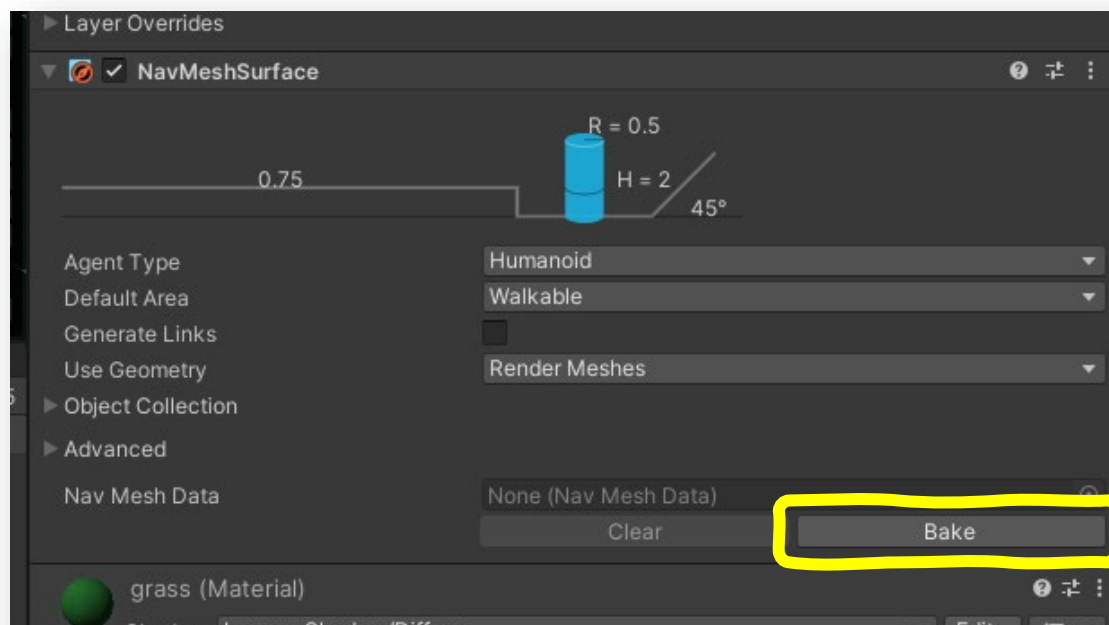 Layer Overrides
NavMeshSurface
R = 0.5
0.75
H = 2
45°
Agent Type Humanoid
Default Area Walkable
Generate Links
Use Geometry Render Meshes
Object Collection
Advanced
Nav Mesh Data None (Nav Mesh Data)
Clear Bake
grass (Material)